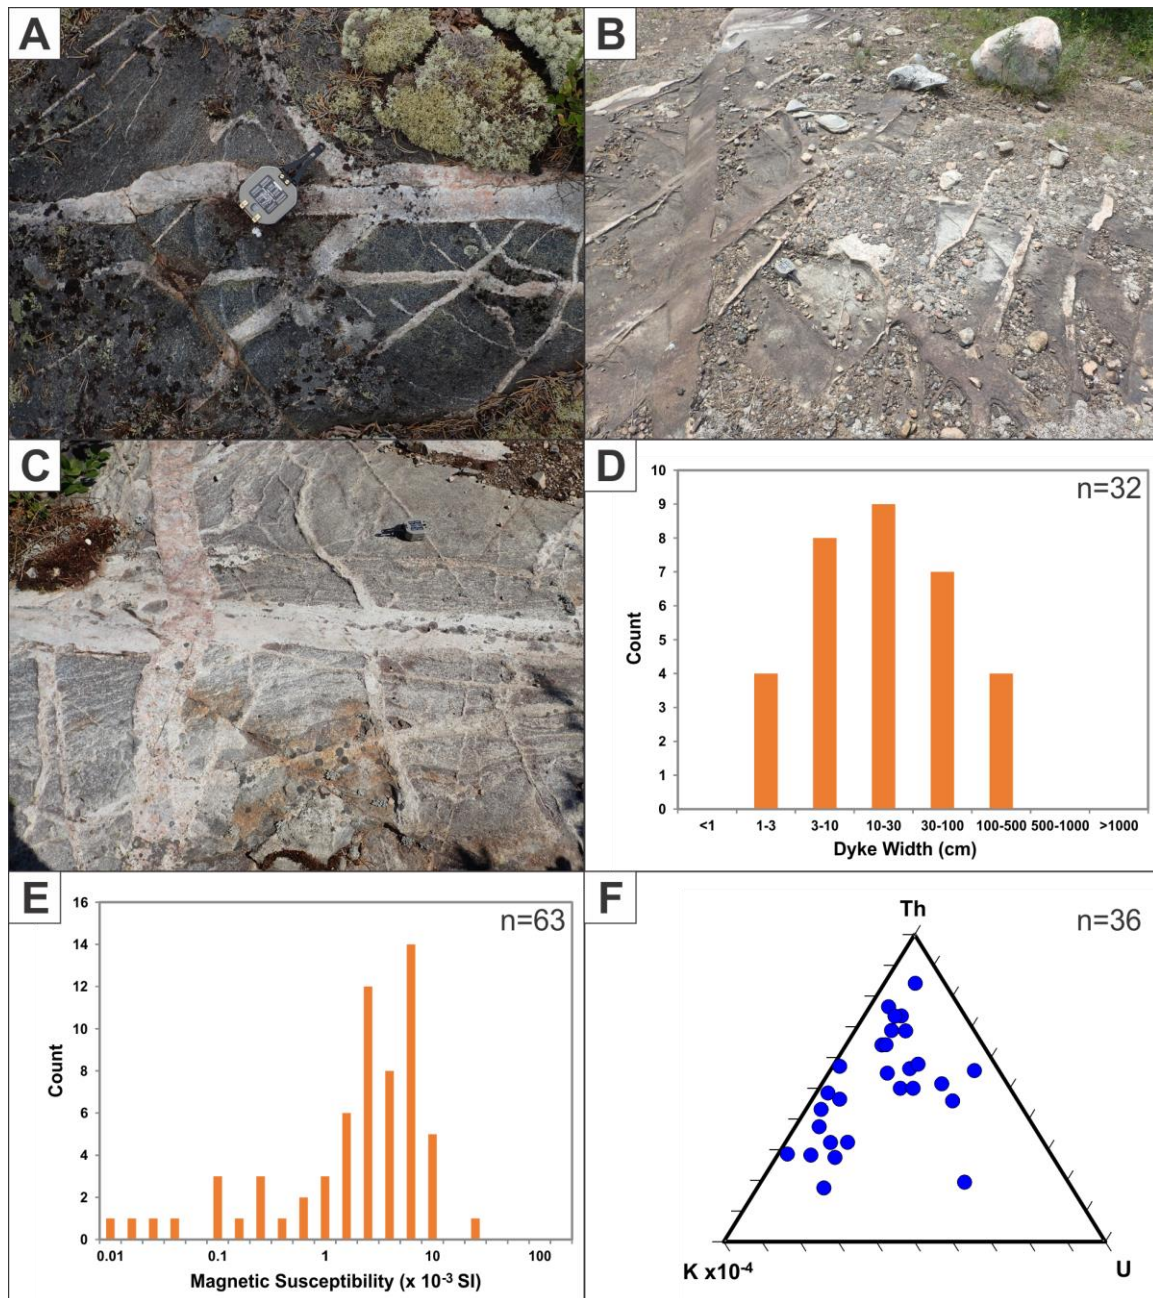 A
B
C
D
n=32
10
9
8
7
6
5
4
3
2
1
0
Count
<1 1-3 3-10 10-30 30-100 100-500 500-1000 >1000
Dyke Width (cm)
E
n=63
16
14
12
10
8
6
4
2
0
Count
0.01 0.1 1 10 100
Magnetic Susceptibility (x 10⁻³ SI)
F
n=36
Th
K x10⁻⁴
U